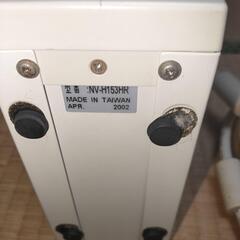 型番 :NV-H153HR
MADE IN TAIWAN
APR. 2002